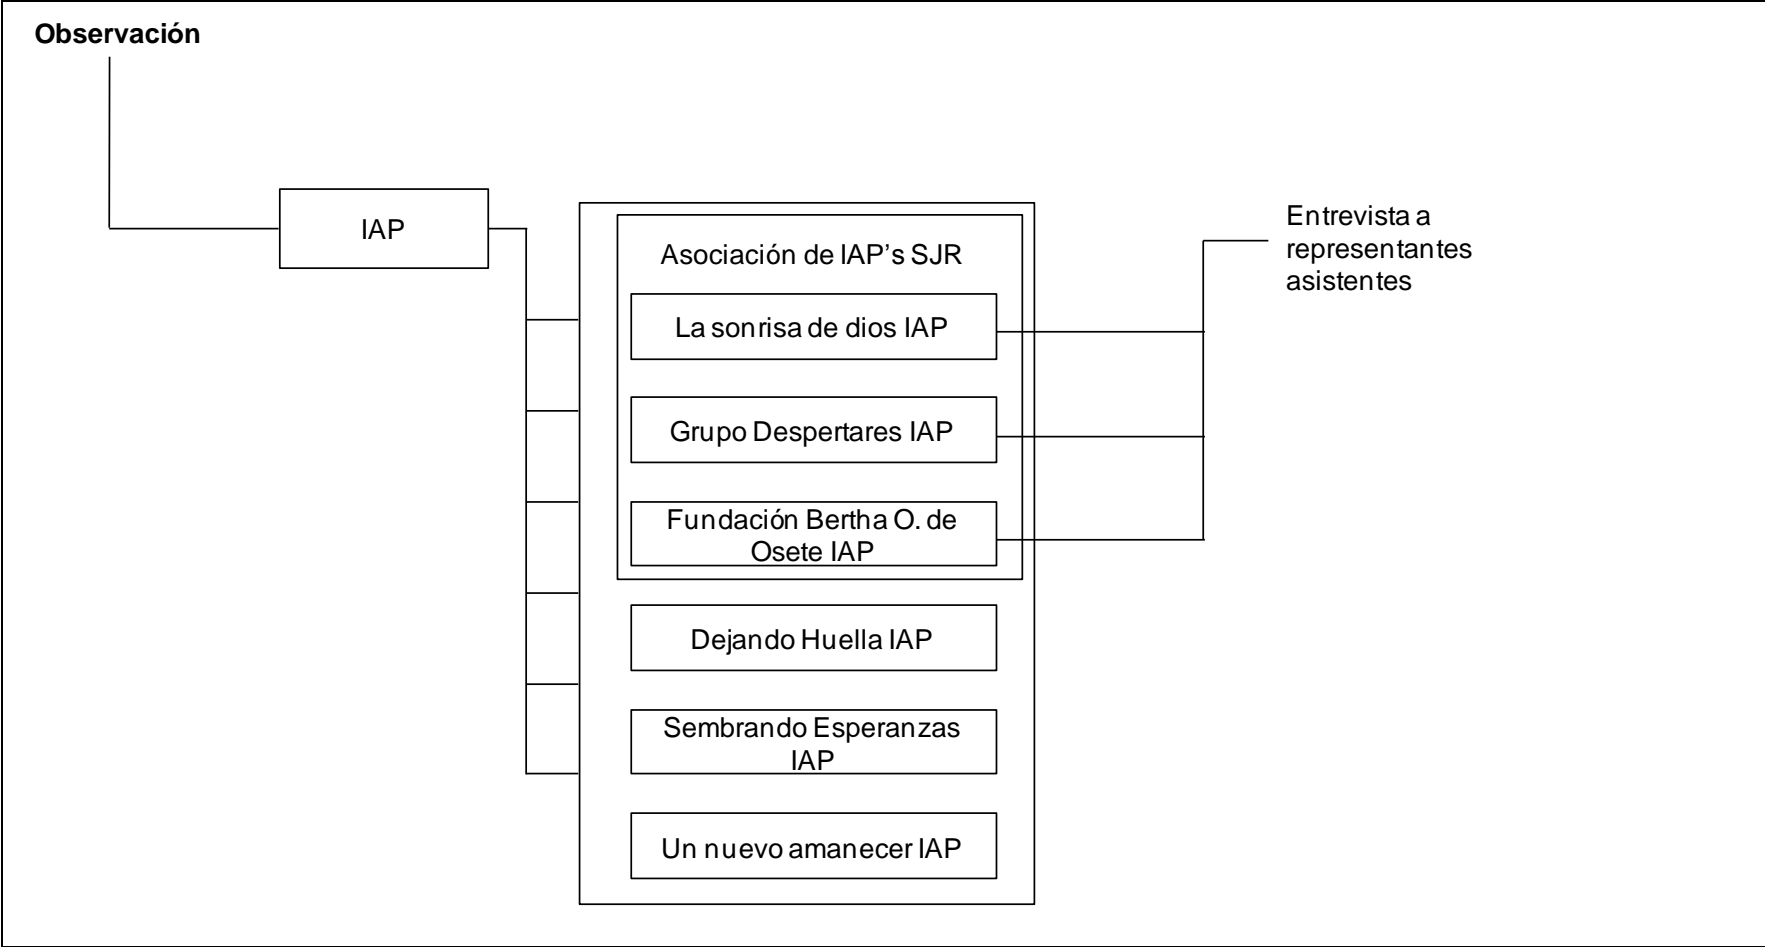 Observación
IAP
Asociación de IAP’s SJR
La sonrisa de dios IAP
Grupo Despertares IAP
Fundación Bertha O. de
Osete IAP
Dejando Huella IAP
Sembrando Esperanzas
IAP
Un nuevo amanecer IAP
Entrevista a
representantes
asistentes